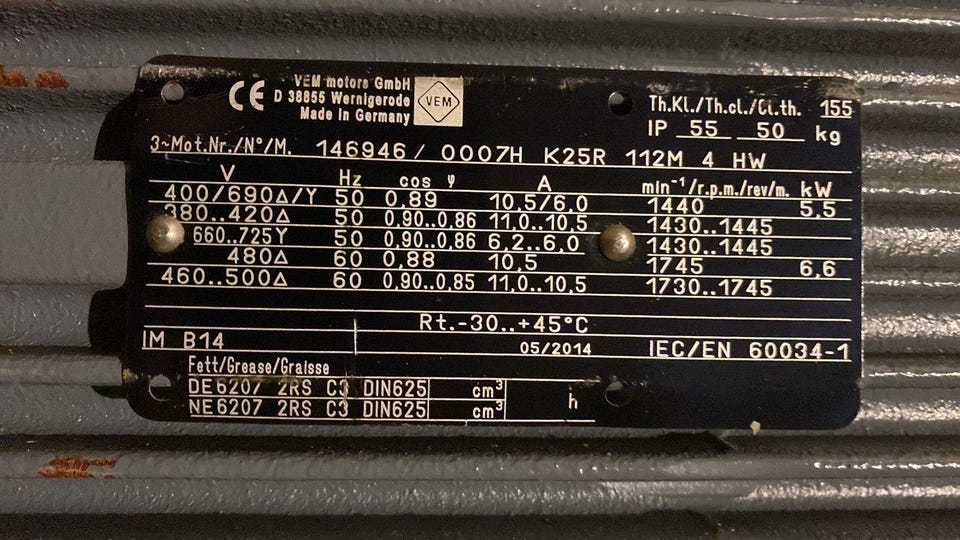 CE
VEM motors GmbH
D 38855 Wernigerode
Made in Germany
VEM
Th.Kl./Th.cl./Cl.th. 155
IP 55 50 kg
3~Mot.Nr./N°/M. 146946/ 0007H K25R 112M 4 HW
V Hz cos φ A min⁻¹/r.p.m./rev/m. kW
400/690Δ/Y 50 0,89 10,5/6,0 1440 5,5
380..420Δ 50 0,90..0,86 11,0..10,5 1430..1445
660..725Y 50 0,90..0,86 6,2..6,0 1430..1445
480Δ 60 0,88 10,5 1745 6,6
460..500Δ 60 0,90..0,85 11,0..10,5 1730..1745
Rt.-30..+45°C
IM B14 05/2014 IEC/EN 60034-1
Fett/Grease/Graisse
DE6207 2RS C3 DIN625 cm³
NE6207 2RS C3 DIN625 cm³ h